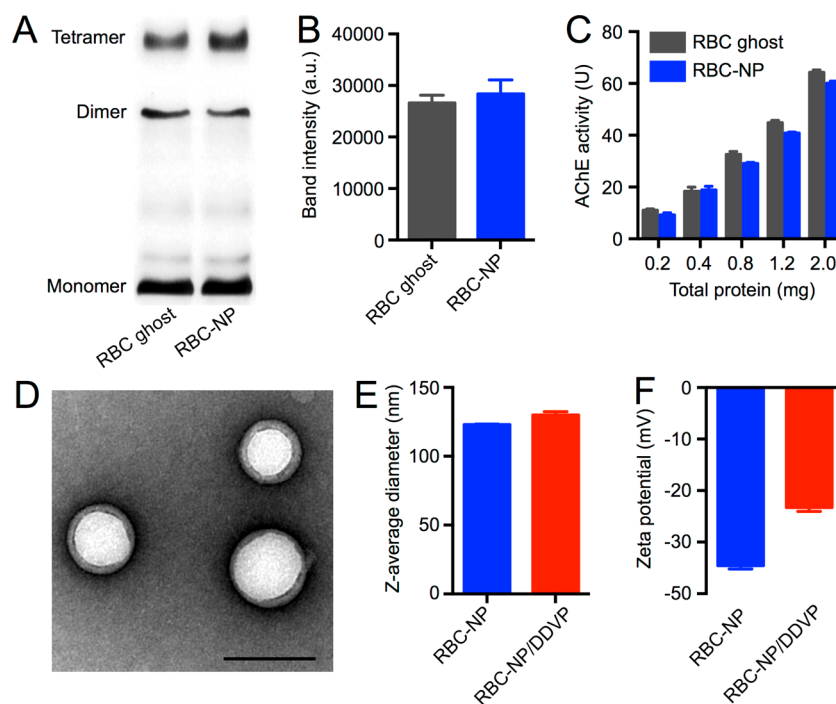 A
Tetramer
Dimer
Monomer
RBC ghost
RBC-NP
B
Band intensity (a.u.)
40000
30000
20000
10000
0
RBC ghost
RBC-NP
C
RBC ghost
RBC-NP
AChE activity (U)
80
60
40
20
0
0.2 0.4 0.8 1.2 2.0
Total protein (mg)
D
E
Z-average diameter (nm)
150
100
50
0
RBC-NP
RBC-NP/DDVP
F
Zeta potential (mV)
0
-10
-20
-30
-40
-50
RBC-NP
RBC-NP/DDVP